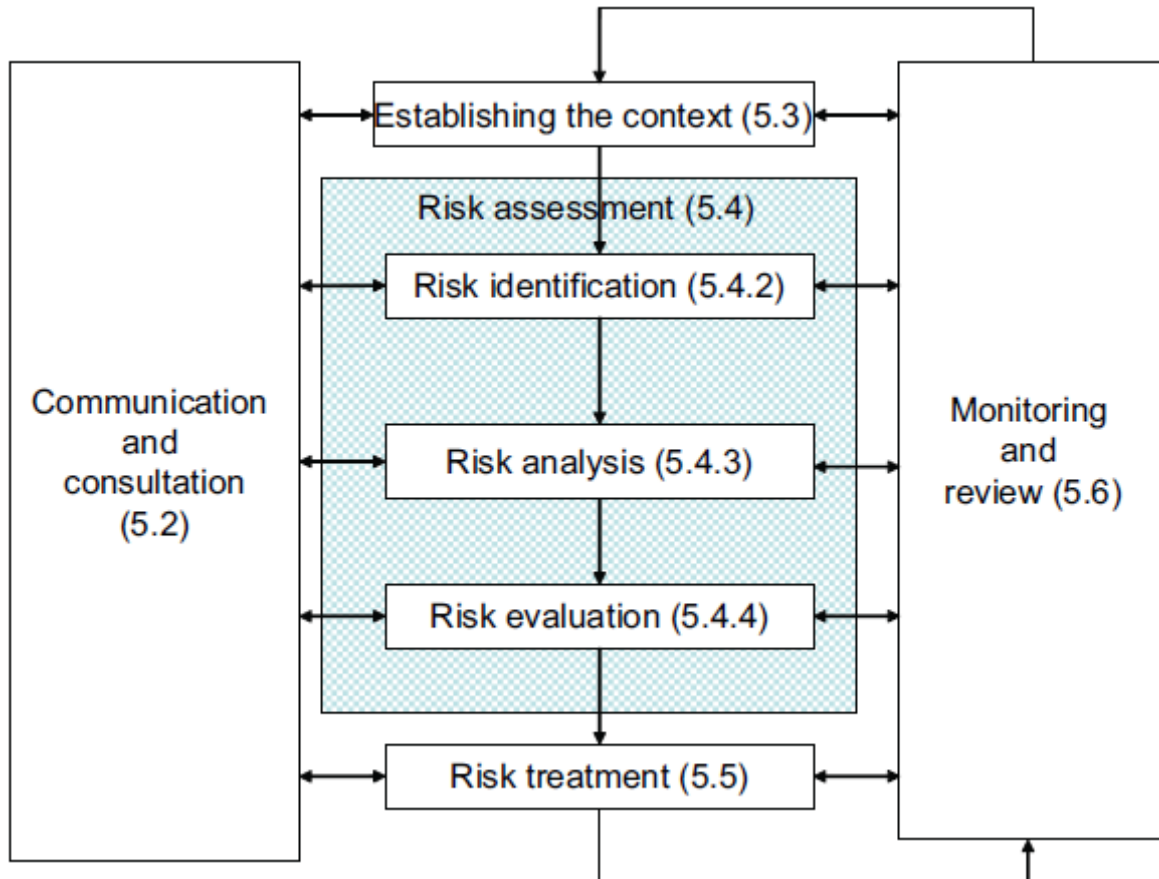 Establishing the context (5.3)
Risk assessment (5.4)
Risk identification (5.4.2)
Communication
and
consultation
(5.2)
Risk analysis (5.4.3)
Monitoring
and
review (5.6)
Risk evaluation (5.4.4)
Risk treatment (5.5)